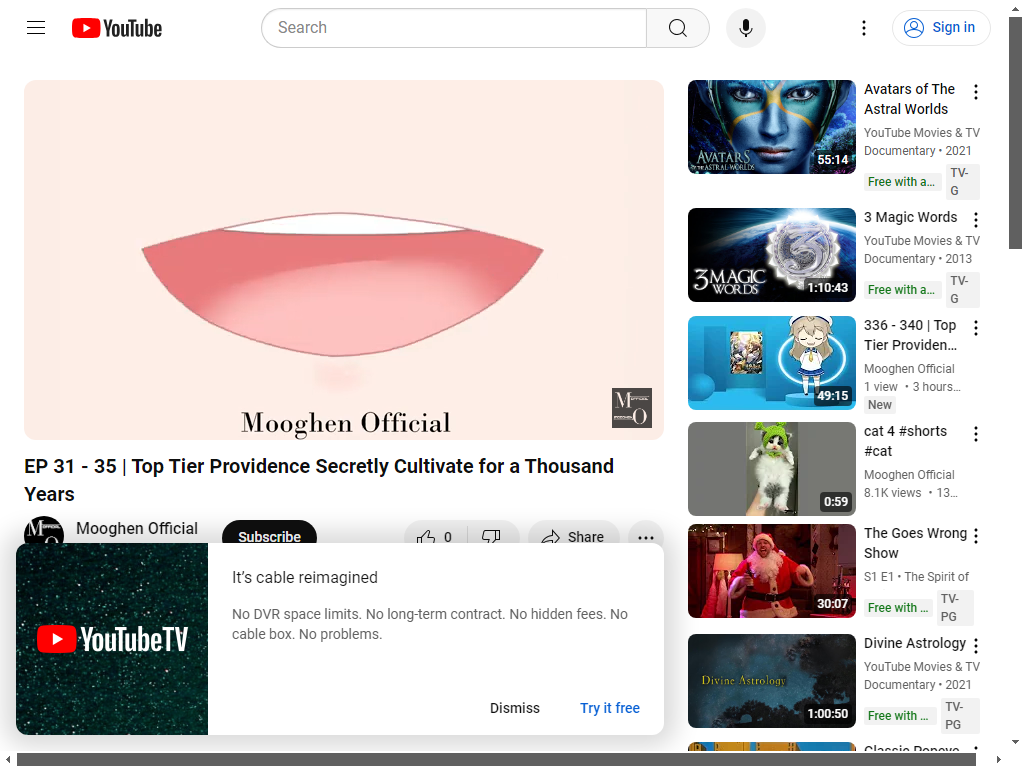 YouTube
Search
Sign in
Mooghen Official
EP 31 - 35 | Top Tier Providence Secretly Cultivate for a Thousand
Years
Mooghen Official
Subscribe
0
Share
YouTubeTV
It's cable reimagined
No DVR space limits. No long-term contract. No hidden fees. No
cable box. No problems.
Dismiss
Try it free
AVATARS
OF THE ASTRAL WORLDS
55:14
Avatars of The
Astral Worlds
YouTube Movies & TV
Documentary • 2021
Free with a...
TV-
G
3 MAGIC
WORDS
1:10:43
3 Magic Words
YouTube Movies & TV
Documentary • 2013
Free with a...
TV-
G
49:15
336 - 340 | Top
Tier Providen...
Mooghen Official
1 view • 3 hours...
New
0:59
cat 4 #shorts
#cat
Mooghen Official
8.1K views • 13...
30:07
The Goes Wrong
Show
S1 E1 • The Spirit of
Free with ...
TV-
PG
Divine Astrology
1:00:50
Divine Astrology
YouTube Movies & TV
Documentary • 2021
Free with ...
TV-
PG
Classic Popeye